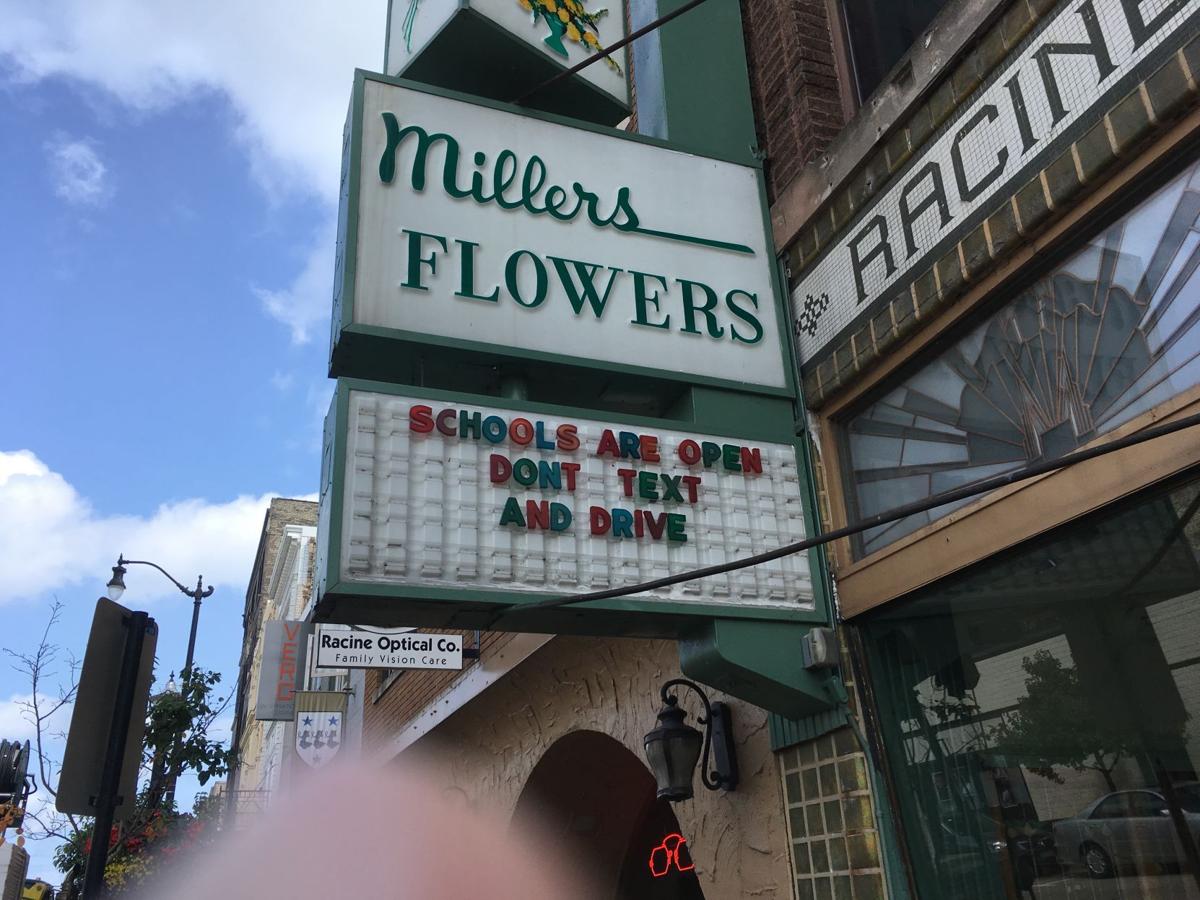 Millers
FLOWERS
SCHOOLS ARE OPEN
DONT TEXT
AND DRIVE
RACINE
Racine Optical Co.
Family Vision Care